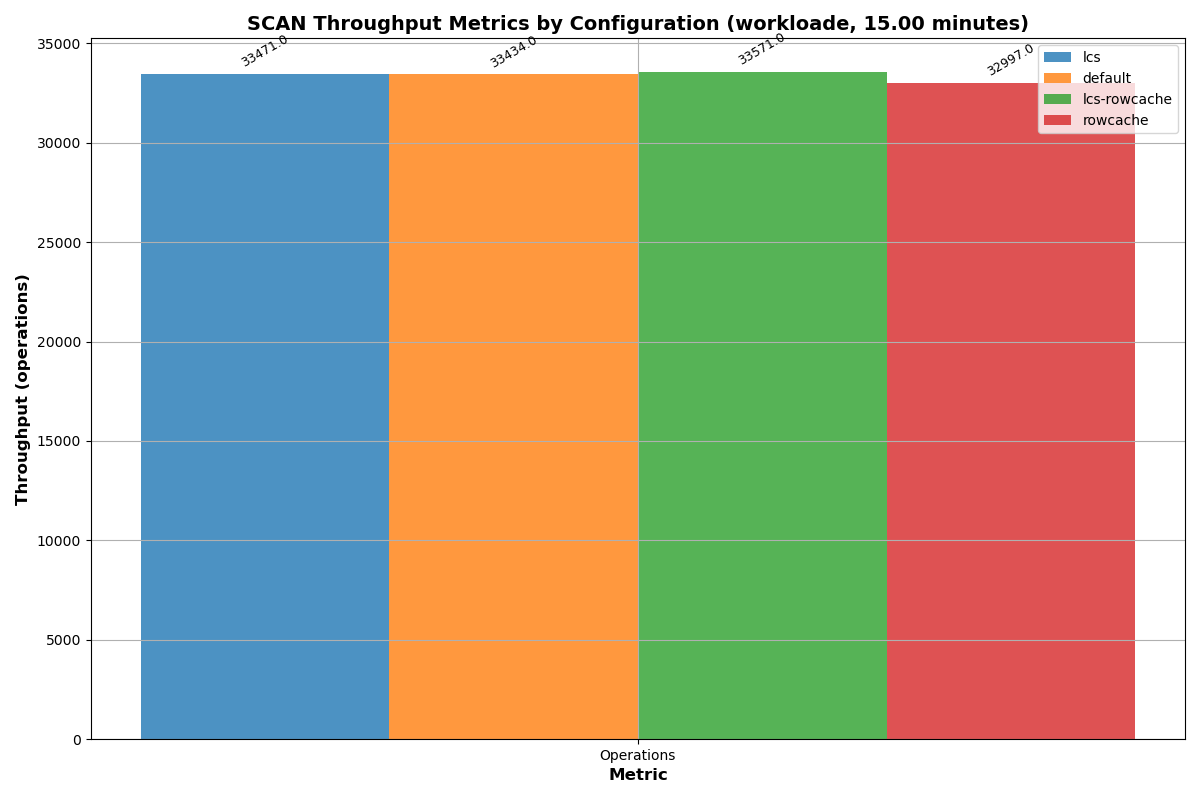 SCAN Throughput Metrics by Configuration (workloade, 15.00 minutes)
35000
30000
25000
20000
15000
10000
5000
0
Throughput (operations)
33471.0
33434.0
33571.0
32997.0
lcs
default
lcs-rowcache
rowcache
Operations
Metric